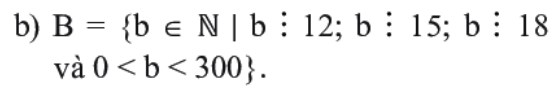 b) B = {b ∈ ℕ | b ⋮ 12; b ⋮ 15; b ⋮ 18
và 0 < b < 300}.